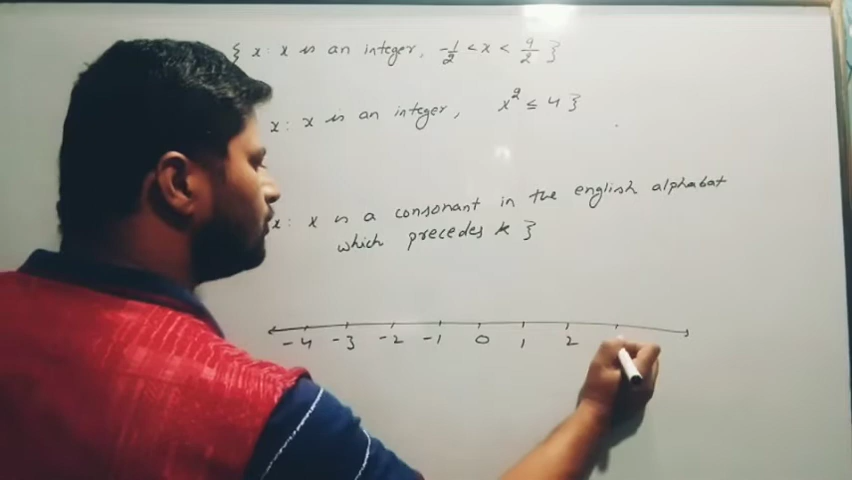 { x: x is an integer, -1/2 < x < 9/2 }
x: x is an integer, x² ≤ 4 }
x: x is a consonant in the english alphabat
which precedes k }
-4 -3 -2 -1 0 1 2